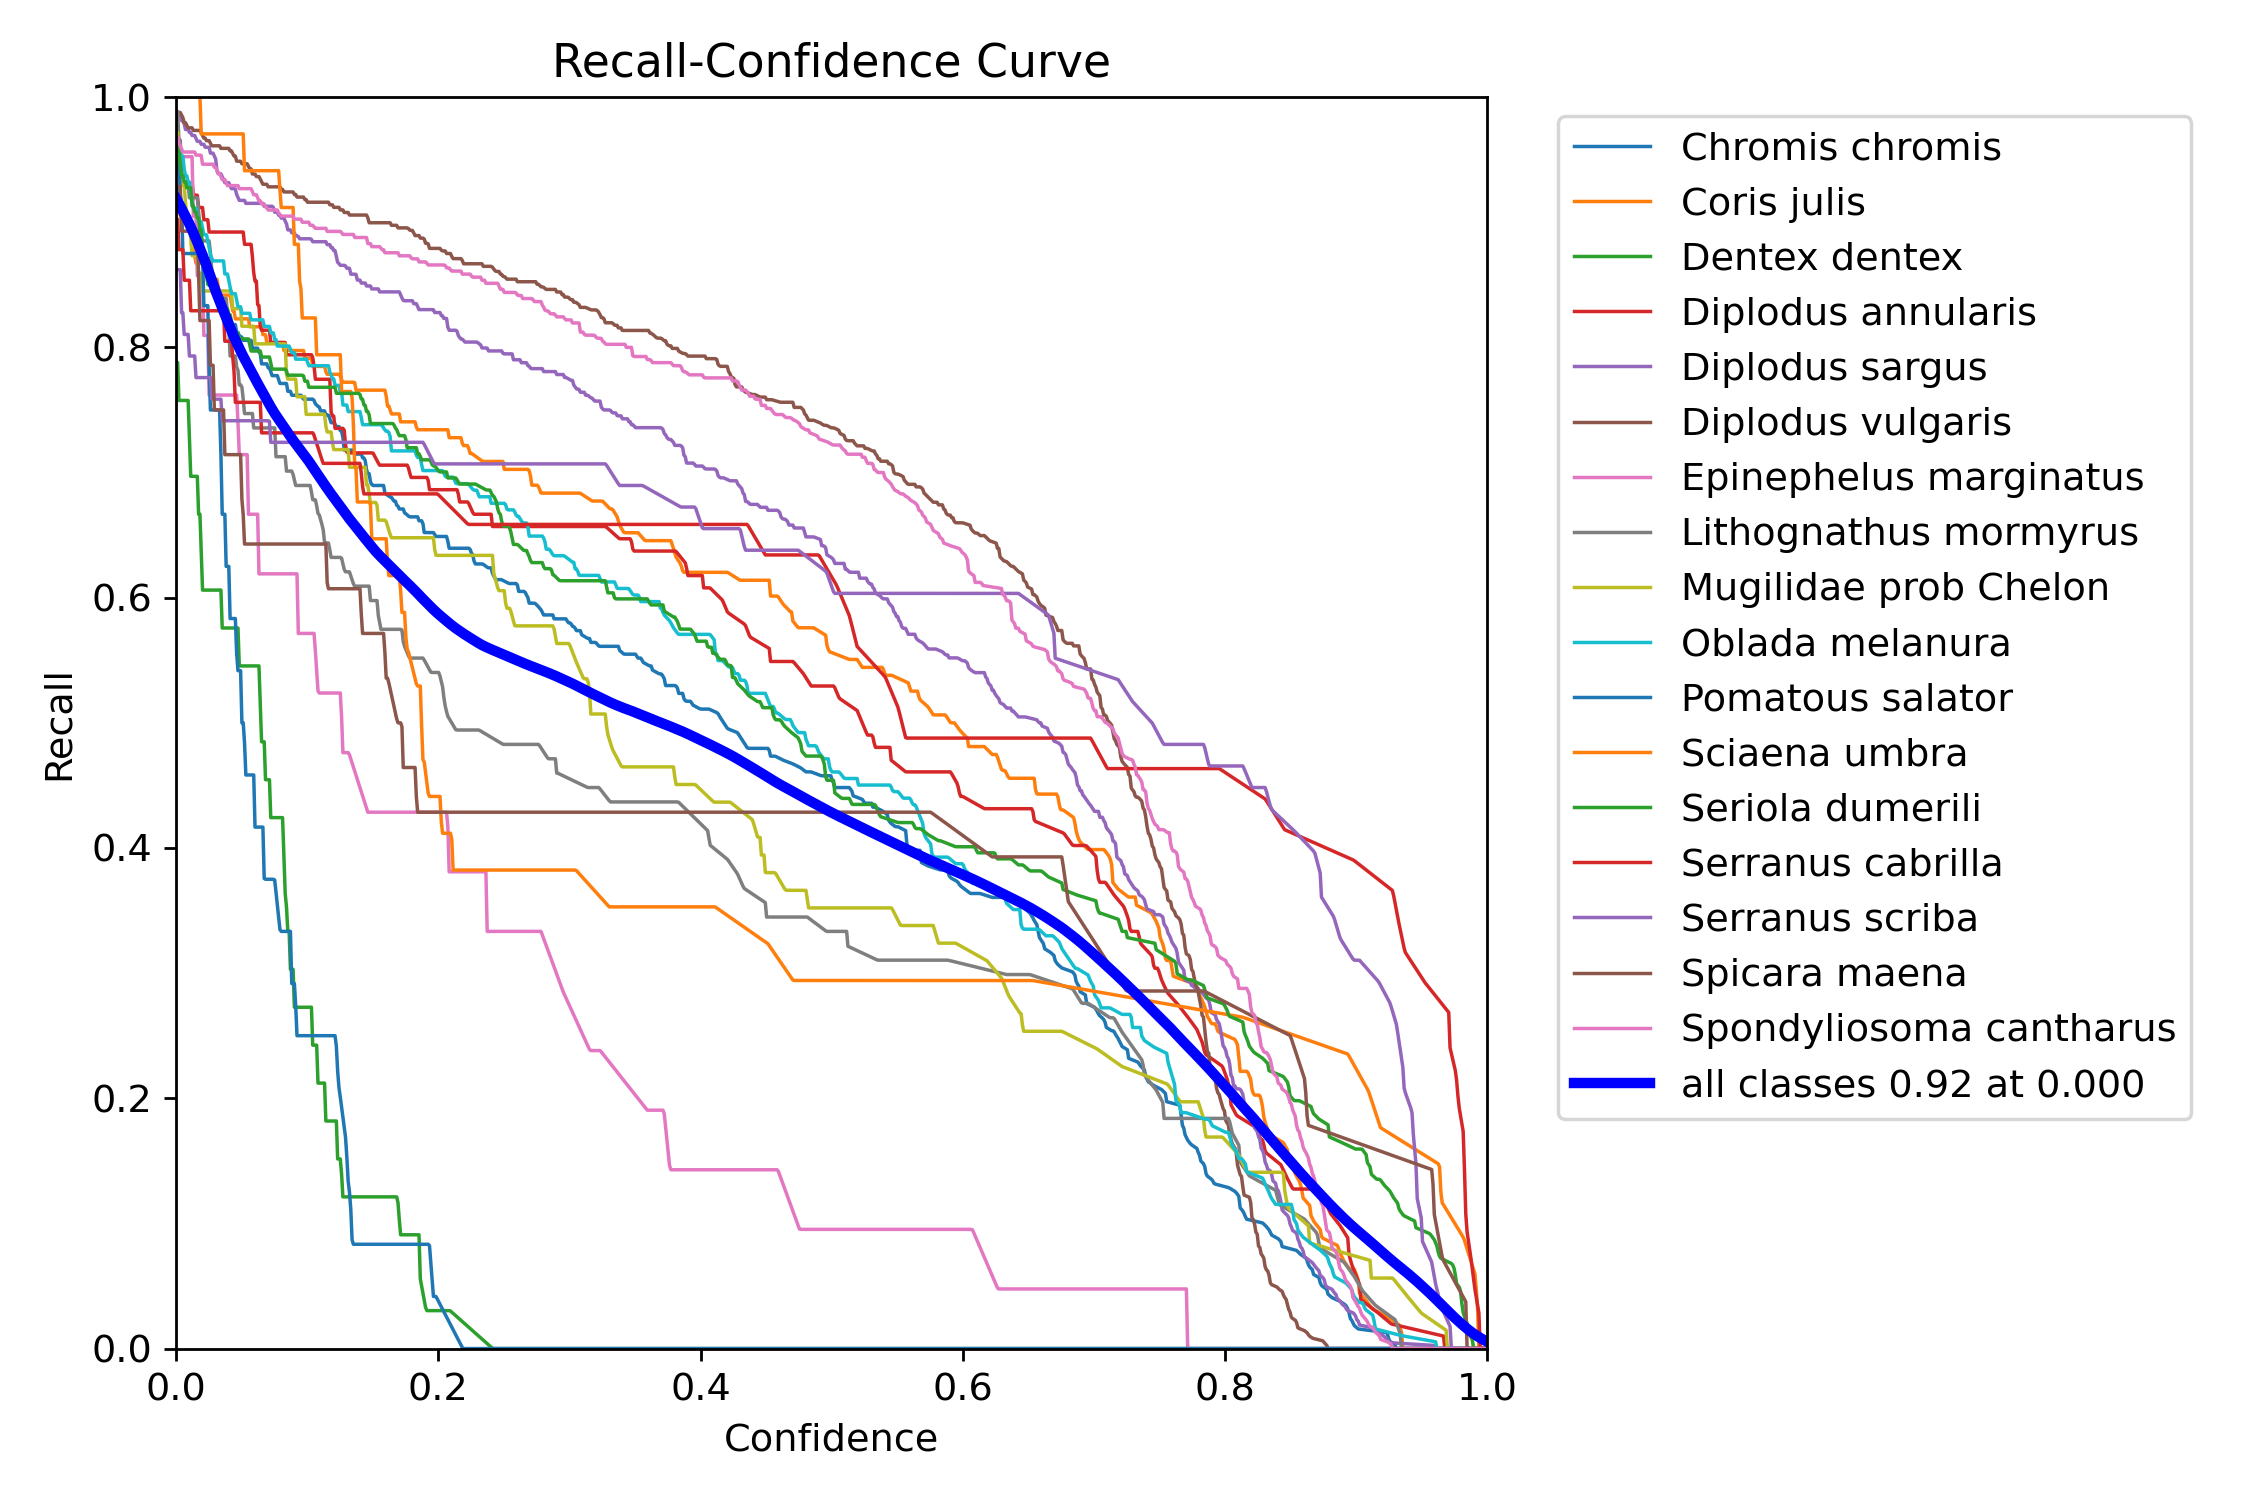 Recall-Confidence Curve
1.0
0.8
0.6
0.4
0.2
0.0
Recall
0.0 0.2 0.4 0.6 0.8 1.0
Confidence
Chromis chromis
Coris julis
Dentex dentex
Diplodus annularis
Diplodus sargus
Diplodus vulgaris
Epinephelus marginatus
Lithognathus mormyrus
Mugilidae prob Chelon
Oblada melanura
Pomatous salator
Sciaena umbra
Seriola dumerili
Serranus cabrilla
Serranus scriba
Spicara maena
Spondyliosoma cantharus
all classes 0.92 at 0.000